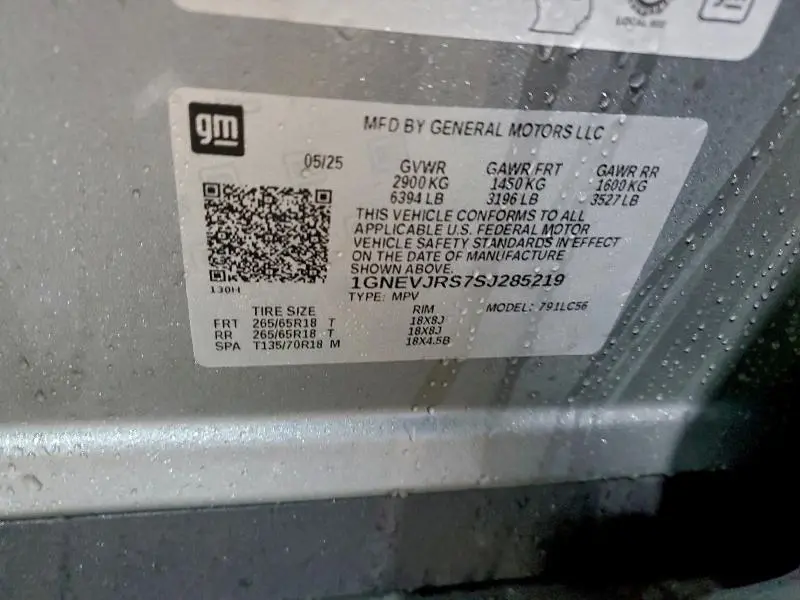 LOCAL 602
gm
MFD BY GENERAL MOTORS LLC
05/25 GVWR GAWR FRT GAWR RR
2900 KG 1450 KG 1600 KG
6394 LB 3196 LB 3527 LB
THIS VEHICLE CONFORMS TO ALL
APPLICABLE U.S. FEDERAL MOTOR
VEHICLE SAFETY STANDARDS IN EFFECT
ON THE DATE OF MANUFACTURE
SHOWN ABOVE.
1GNEVJRS7SJ285219
130H
TYPE: MPV MODEL: 791LC56
TIRE SIZE RIM
FRT 265/65R18 T 18X8J
RR 265/65R18 T 18X8J
SPA T135/70R18 M 18X4.5B